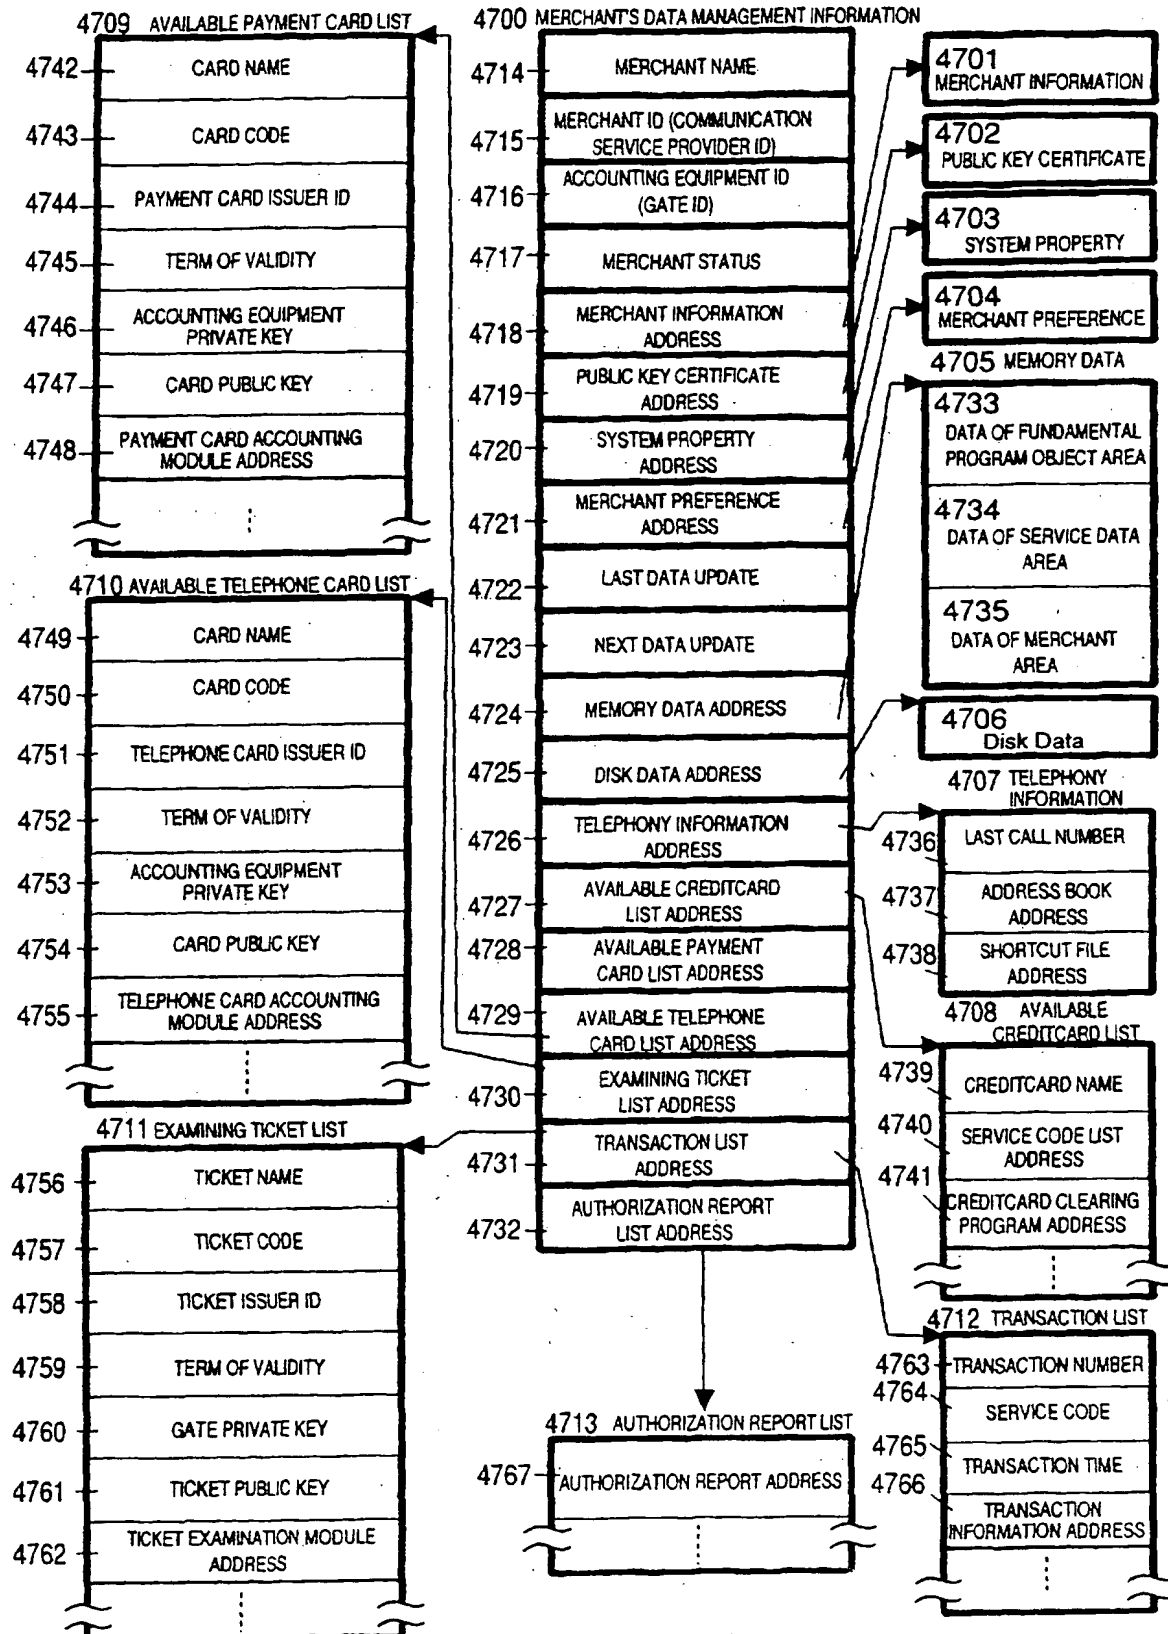 4709 AVAILABLE PAYMENT CARD LIST
4742 CARD NAME
4743 CARD CODE
4744 PAYMENT CARD ISSUER ID
4745 TERM OF VALIDITY
4746 ACCOUNTING EQUIPMENT
PRIVATE KEY
4747 CARD PUBLIC KEY
4748 PAYMENT CARD ACCOUNTING
MODULE ADDRESS
4710 AVAILABLE TELEPHONE CARD LIST
4749 CARD NAME
4750 CARD CODE
4751 TELEPHONE CARD ISSUER ID
4752 TERM OF VALIDITY
4753 ACCOUNTING EQUIPMENT
PRIVATE KEY
4754 CARD PUBLIC KEY
4755 TELEPHONE CARD ACCOUNTING
MODULE ADDRESS
4711 EXAMINING TICKET LIST
4756 TICKET NAME
4757 TICKET CODE
4758 TICKET ISSUER ID
4759 TERM OF VALIDITY
4760 GATE PRIVATE KEY
4761 TICKET PUBLIC KEY
4762 TICKET EXAMINATION MODULE
ADDRESS
4700 MERCHANT'S DATA MANAGEMENT INFORMATION
4714 MERCHANT NAME
4715 MERCHANT ID (COMMUNICATION
SERVICE PROVIDER ID)
4716 ACCOUNTING EQUIPMENT ID
(GATE ID)
4717 MERCHANT STATUS
4718 MERCHANT INFORMATION
ADDRESS
4719 PUBLIC KEY CERTIFICATE
ADDRESS
4720 SYSTEM PROPERTY
ADDRESS
4721 MERCHANT PREFERENCE
ADDRESS
4722 LAST DATA UPDATE
4723 NEXT DATA UPDATE
4724 MEMORY DATA ADDRESS
4725 DISK DATA ADDRESS
4726 TELEPHONY INFORMATION
ADDRESS
4727 AVAILABLE CREDITCARD
LIST ADDRESS
4728 AVAILABLE PAYMENT
CARD LIST ADDRESS
4729 AVAILABLE TELEPHONE
CARD LIST ADDRESS
4730 EXAMINING TICKET
LIST ADDRESS
4731 TRANSACTION LIST
ADDRESS
4732 AUTHORIZATION REPORT
LIST ADDRESS
4713 AUTHORIZATION REPORT LIST
4767 AUTHORIZATION REPORT ADDRESS
4701
MERCHANT INFORMATION
4702
PUBLIC KEY CERTIFICATE
4703
SYSTEM PROPERTY
4704
MERCHANT PREFERENCE
4705 MEMORY DATA
4733
DATA OF FUNDAMENTAL
PROGRAM OBJECT AREA
4734
DATA OF SERVICE DATA
AREA
4735
DATA OF MERCHANT
AREA
4706
Disk Data
4707 TELEPHONY
INFORMATION
4736 LAST CALL NUMBER
4737 ADDRESS BOOK
ADDRESS
4738 SHORTCUT FILE
ADDRESS
4708 AVAILABLE
CREDITCARD LIST
4739 CREDITCARD NAME
4740 SERVICE CODE LIST
ADDRESS
4741 CREDITCARD CLEARING
PROGRAM ADDRESS
4712 TRANSACTION LIST
4763 TRANSACTION NUMBER
4764 SERVICE CODE
4765 TRANSACTION TIME
4766 TRANSACTION
INFORMATION ADDRESS